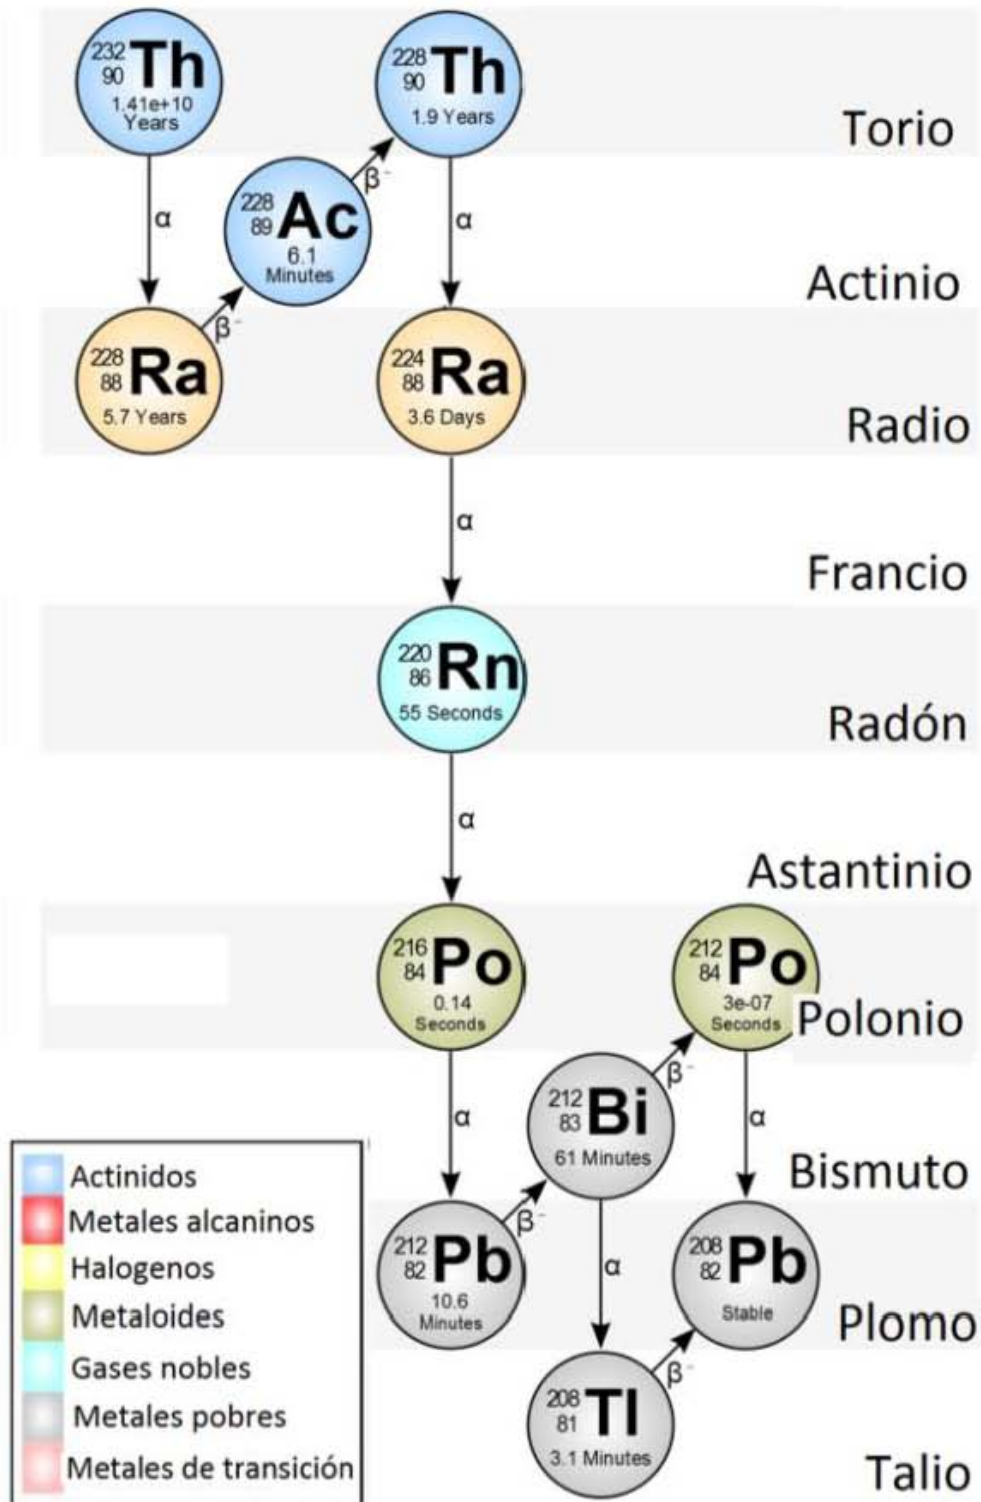 232
90 Th
1.41e+10
Years
228
90 Th
1.9 Years
Torio
α
β⁻
α
228
89 Ac
6.1
Minutes
Actinio
β⁻
228
88 Ra
5.7 Years
224
88 Ra
3.6 Days
Radio
α
Francio
220
86 Rn
55 Seconds
Radón
α
Astantinio
216
84 Po
0.14
Seconds
212
84 Po
3e-07
Seconds
Polonio
β⁻
α
α
212
83 Bi
61 Minutes
Bismuto
β⁻
212
82 Pb
10.6
Minutes
α
208
82 Pb
Stable
Plomo
β⁻
208
81 Tl
3.1 Minutes
Talio
Actinidos
Metales alcaninos
Halogenos
Metaloides
Gases nobles
Metales pobres
Metales de transición